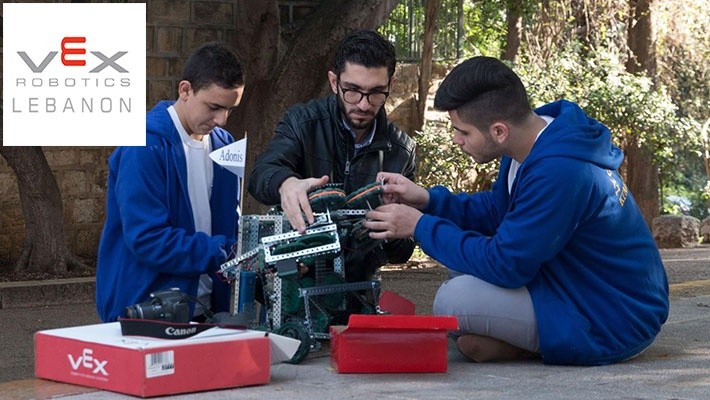 VEX
ROBOTICS
LEBANON
Adonis
Canon
VEX